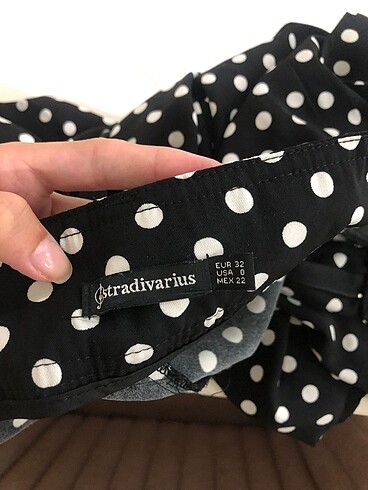 stradivarius
EUR 32
USA 0
MEX 22